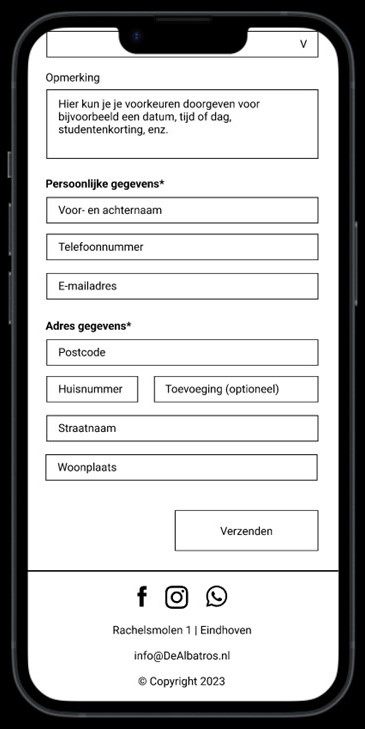 V
Opmerking
Hier kun je je voorkeuren doorgeven voor
bijvoorbeeld een datum, tijd of dag,
studentenkorting, enz.
Persoonlijke gegevens*
Voor- en achternaam
Telefoonnummer
E-mailadres
Adres gegevens*
Postcode
Huisnummer
Toevoeging (optioneel)
Straatnaam
Woonplaats
Verzenden
Rachelsmolen 1 | Eindhoven
info@DeAlbatros.nl
© Copyright 2023